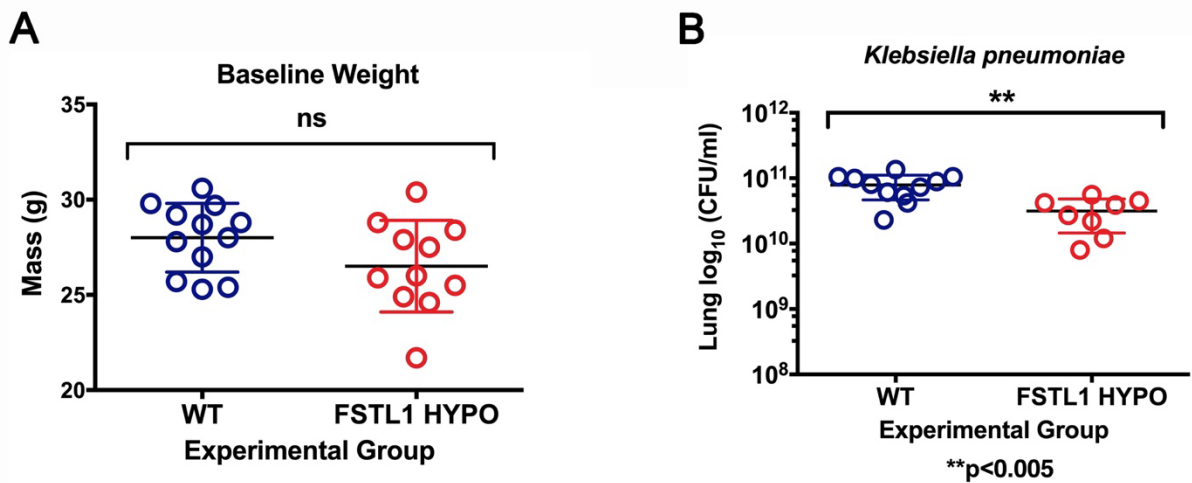 A
Baseline Weight
ns
35
30
25
20
Mass (g)
WT
FSTL1 HYPO
Experimental Group
B
Klebsiella pneumoniae
**
10¹²
10¹¹
10¹⁰
10⁹
10⁸
Lung log₁₀ (CFU/ml)
WT
FSTL1 HYPO
Experimental Group
**p<0.005